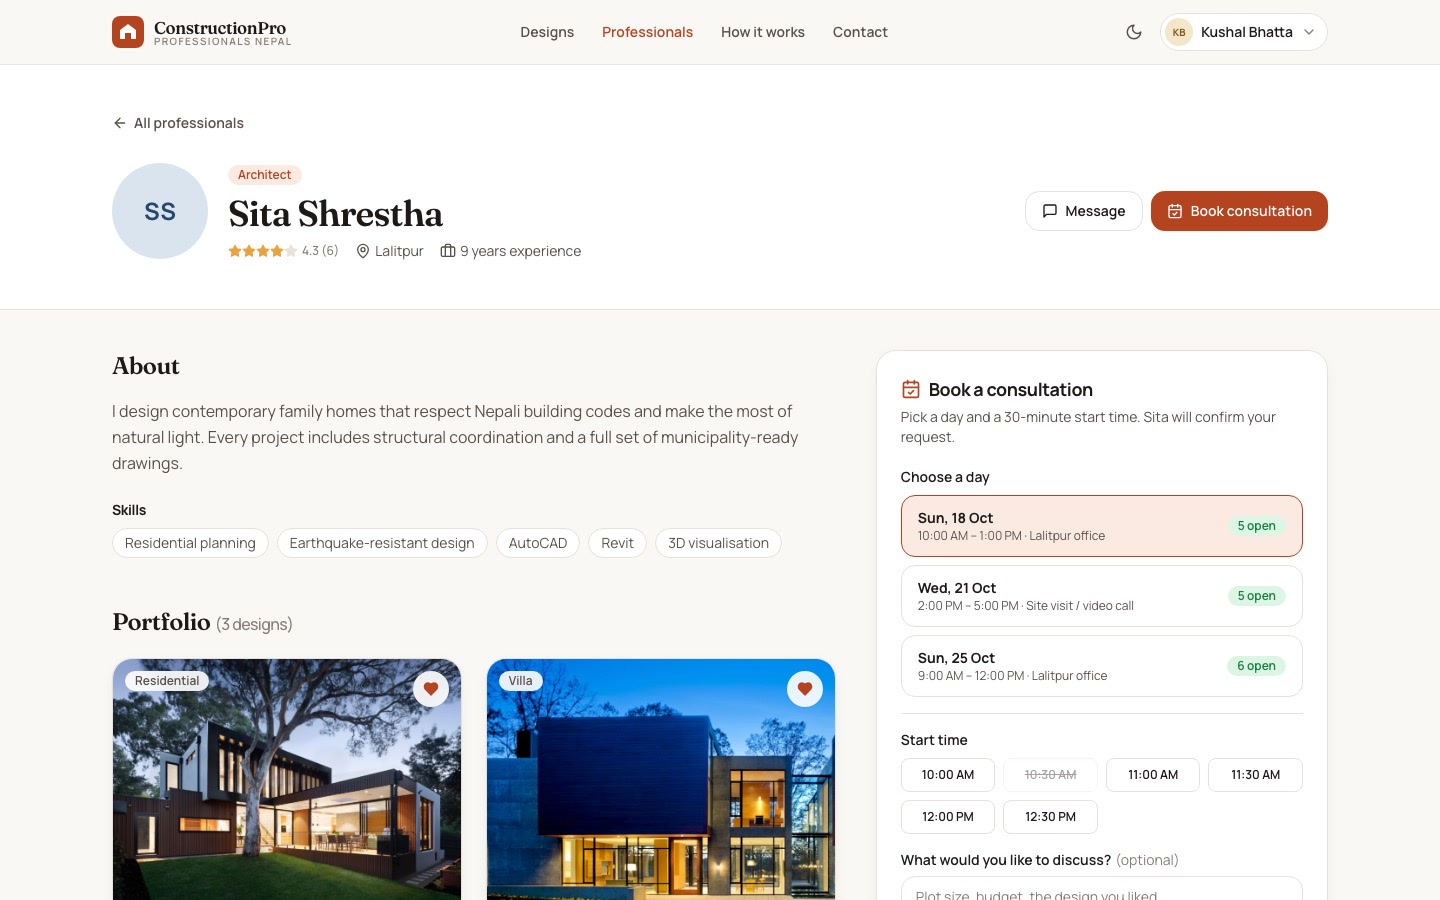 ConstructionPro
PROFESSIONALS NEPAL
Designs
Professionals
How it works
Contact
KB
Kushal Bhatta
All professionals
SS
Architect
Sita Shrestha
4.3 (6)
Lalitpur
9 years experience
Message
Book consultation
About
I design contemporary family homes that respect Nepali building codes and make the most of
natural light. Every project includes structural coordination and a full set of municipality-ready
drawings.
Skills
Residential planning
Earthquake-resistant design
AutoCAD
Revit
3D visualisation
Portfolio (3 designs)
Residential
Villa
Book a consultation
Pick a day and a 30-minute start time. Sita will confirm your
request.
Choose a day
Sun, 18 Oct
10:00 AM – 1:00 PM · Lalitpur office
5 open
Wed, 21 Oct
2:00 PM – 5:00 PM · Site visit / video call
5 open
Sun, 25 Oct
9:00 AM – 12:00 PM · Lalitpur office
6 open
Start time
10:00 AM
10:30 AM
11:00 AM
11:30 AM
12:00 PM
12:30 PM
What would you like to discuss? (optional)
Plot size, budget, the design you liked